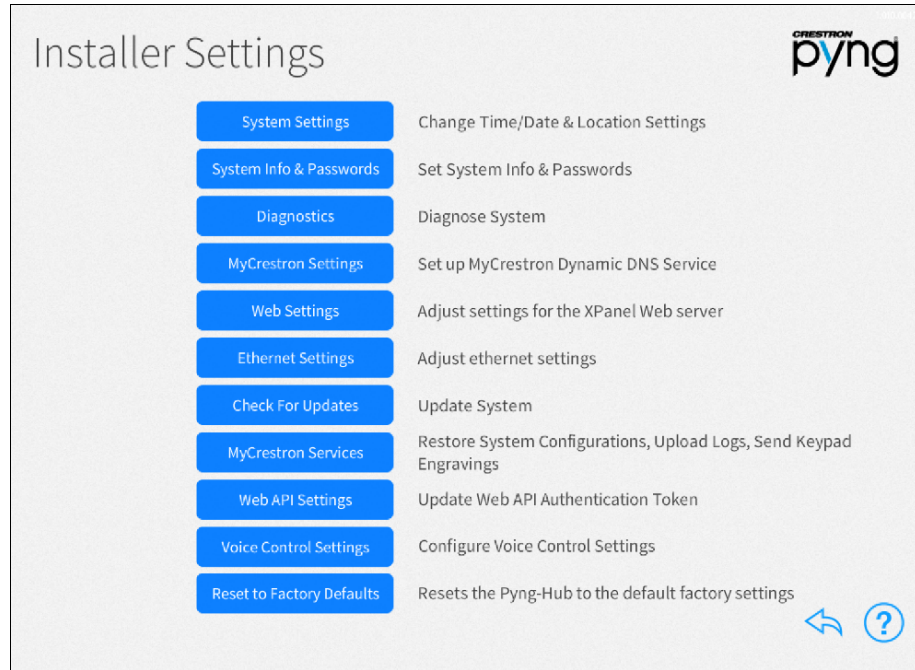 Installer Settings
CRESTRON
pyng
System Settings Change Time/Date & Location Settings
System Info & Passwords Set System Info & Passwords
Diagnostics Diagnose System
MyCrestron Settings Set up MyCrestron Dynamic DNS Service
Web Settings Adjust settings for the XPanel Web server
Ethernet Settings Adjust ethernet settings
Check For Updates Update System
MyCrestron Services Restore System Configurations, Upload Logs, Send Keypad
Engravings
Web API Settings Update Web API Authentication Token
Voice Control Settings Configure Voice Control Settings
Reset to Factory Defaults Resets the Pyng-Hub to the default factory settings
?